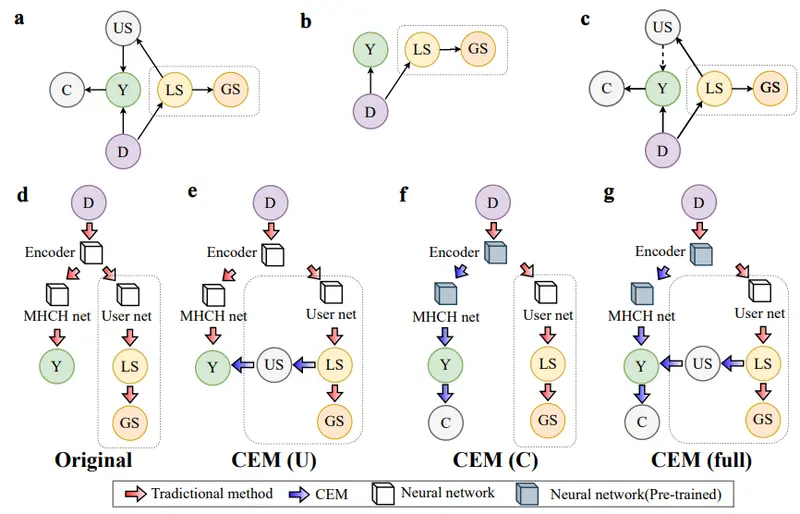 a
US
C
Y
LS
GS
D
b
Y
LS
GS
D
c
US
C
Y
LS
GS
D
d
D
Encoder
MHCH net
User net
Y
LS
GS
Original
e
D
Encoder
MHCH net
User net
Y
US
LS
GS
CEM (U)
f
D
Encoder
MHCH net
User net
Y
LS
C
GS
CEM (C)
g
D
Encoder
MHCH net
User net
Y
US
LS
C
GS
CEM (full)
Tradictional method
CEM
Neural network
Neural network(Pre-trained)